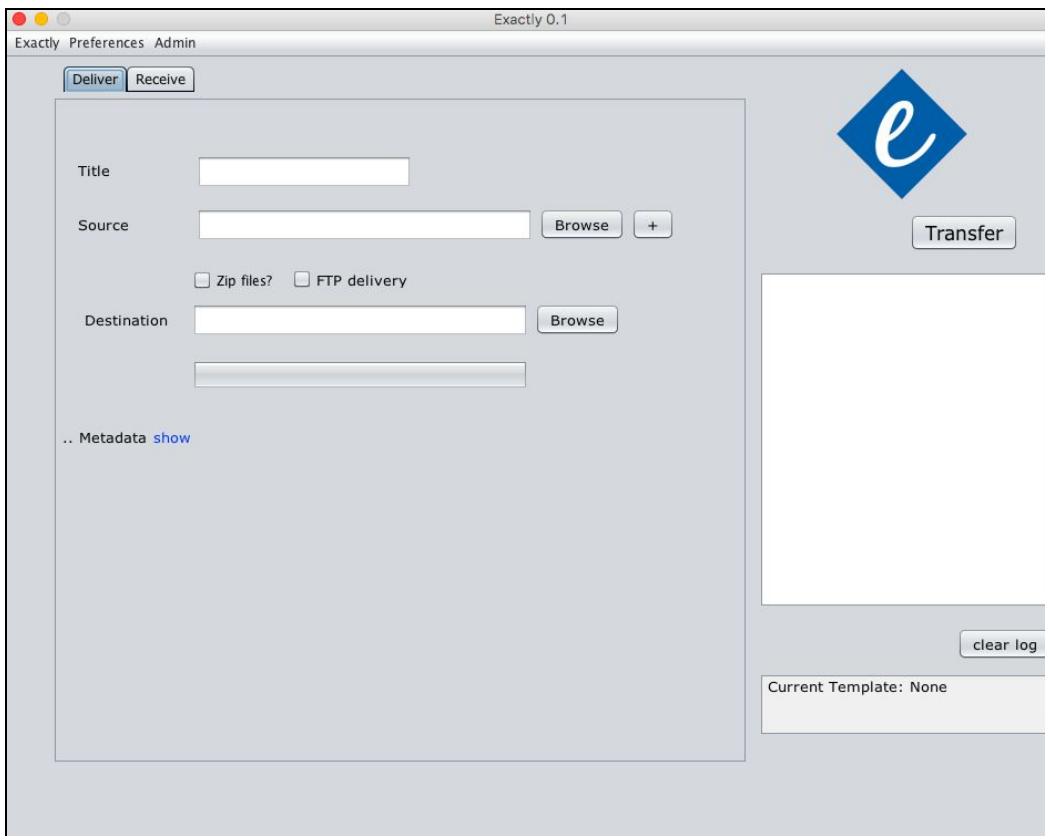 Exactly 0.1
Exactly Preferences Admin
Deliver Receive
e
Title
Source Browse +
Transfer
Zip files? FTP delivery
Destination Browse
.. Metadata show
clear log
Current Template: None